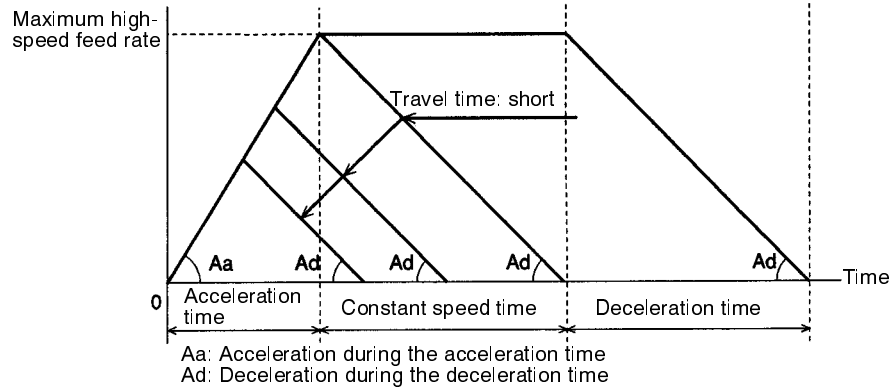 Maximum high-
speed feed rate
Travel time: short
Aa
Ad
Ad
Ad
Ad
Time
0
Acceleration
time
Constant speed time
Deceleration time
Aa: Acceleration during the acceleration time
Ad: Deceleration during the deceleration time